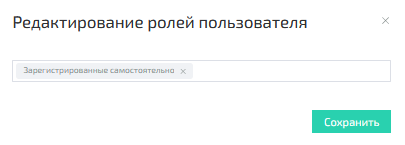 Редактирование ролей пользователя
Зарегистрированные самостоятельно
Сохранить